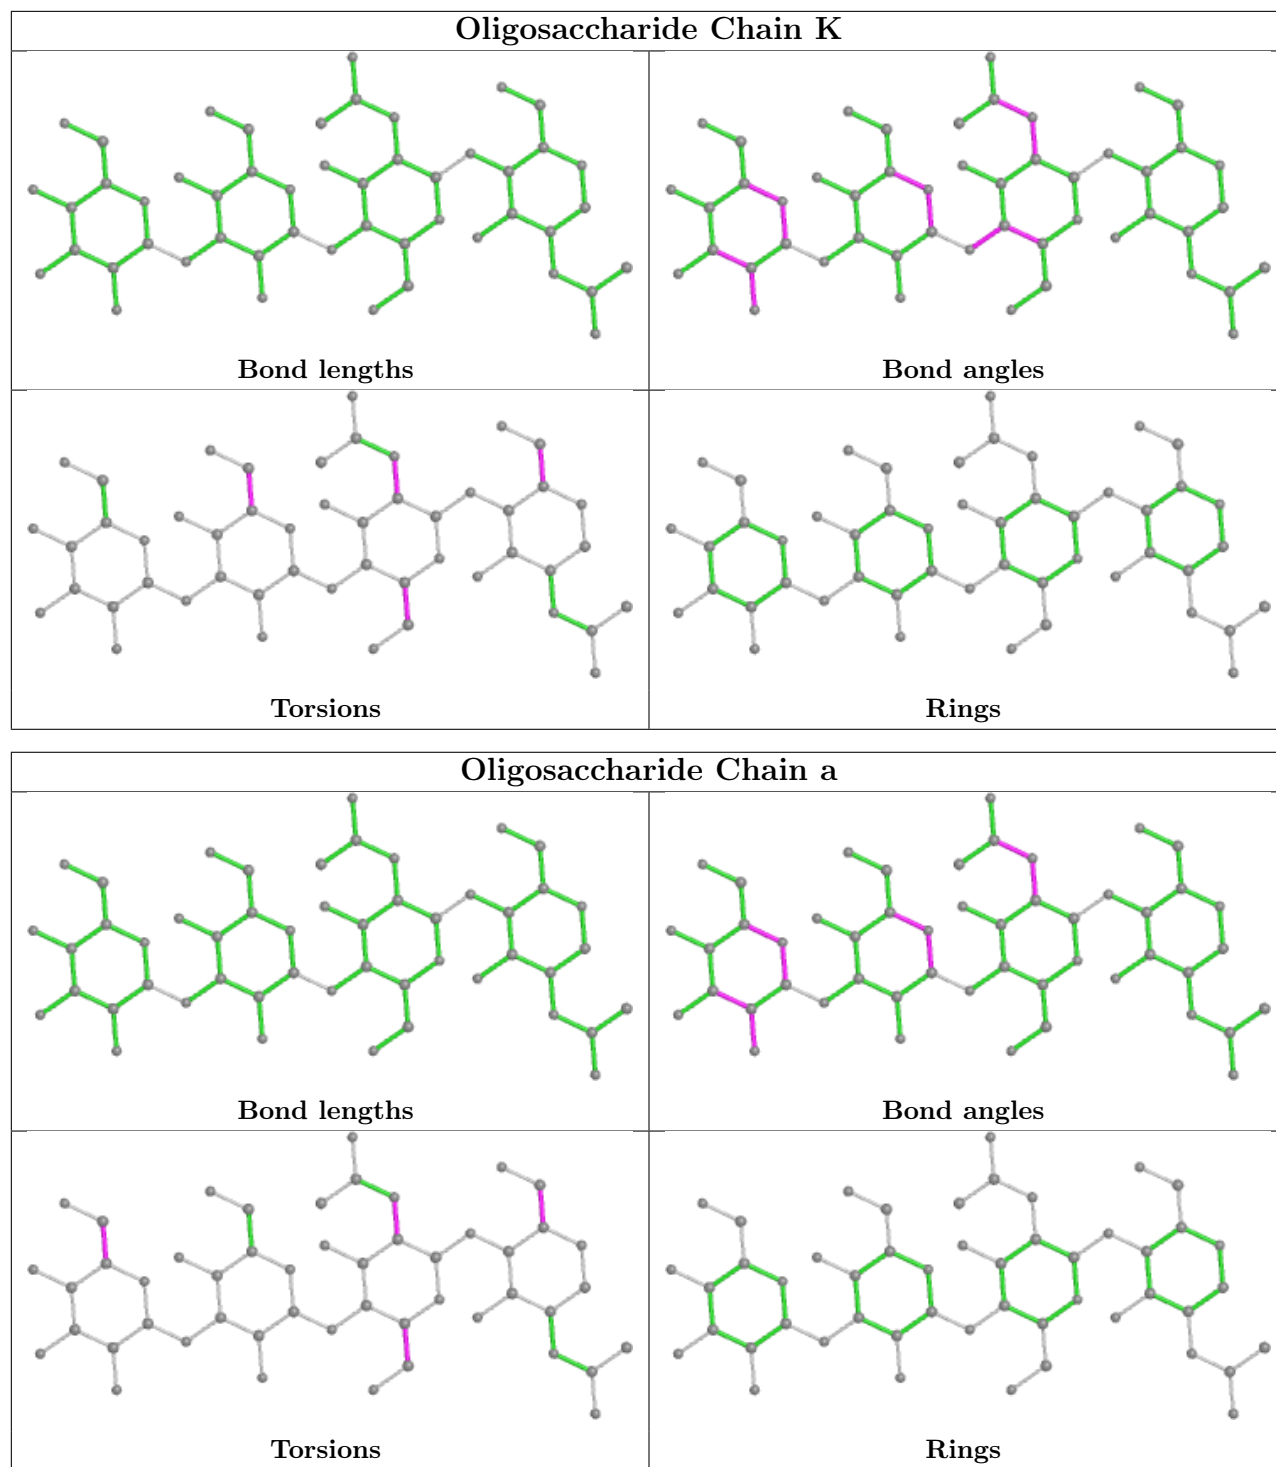 Oligosaccharide Chain K
Bond lengths
Bond angles
Torsions
Rings
Oligosaccharide Chain a
Bond lengths
Bond angles
Torsions
Rings